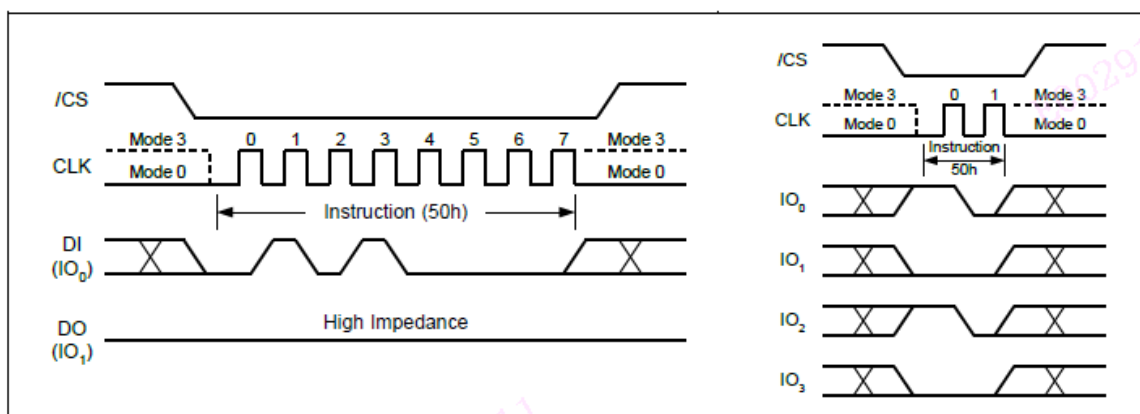 /CS
Mode 3
0 1 2 3 4 5 6 7
Mode 3
CLK
Mode 0
Mode 0
Instruction (50h)
DI
(IO0)
High Impedance
DO
(IO1)
/CS
Mode 3
0 1
Mode 3
CLK
Mode 0
Mode 0
Instruction
50h
IO0
IO1
IO2
IO3